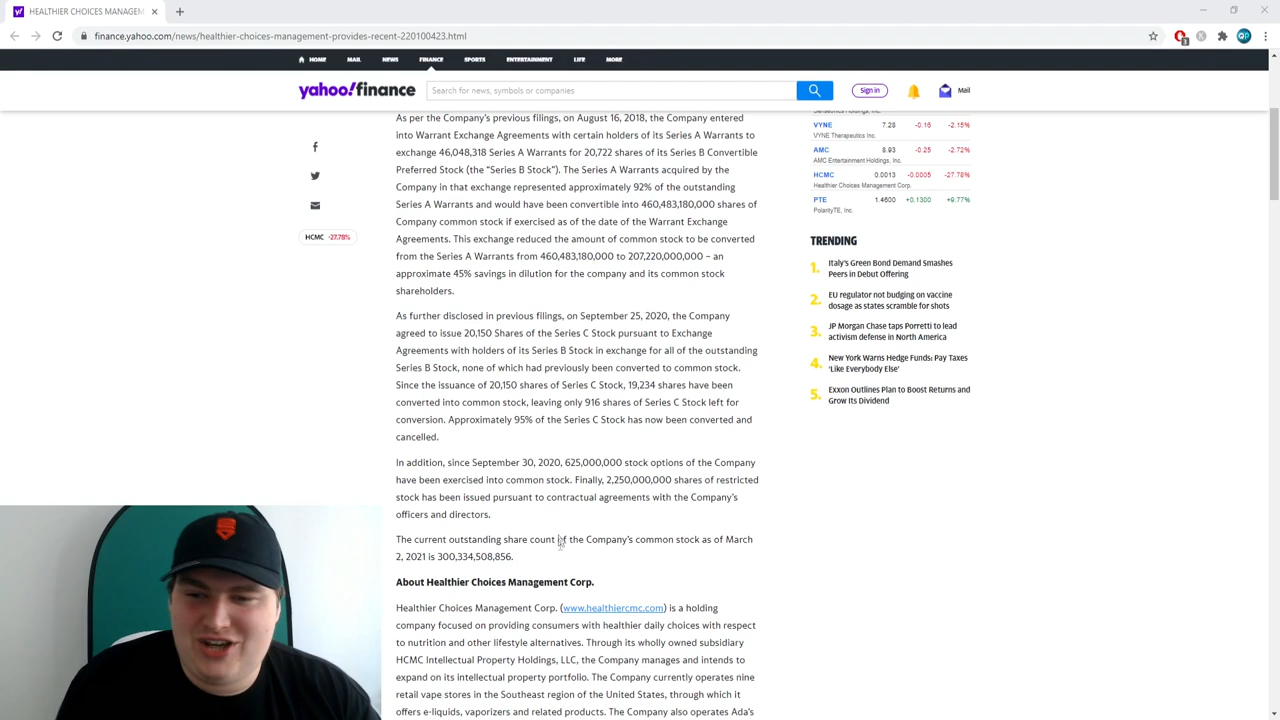 HEALTHIER CHOICES MANAGEM
finance.yahoo.com/news/healthier-choices-management-provides-recent-220100423.html
HOME MAIL NEWS FINANCE SPORTS ENTERTAINMENT LIFE MORE
yahoo!finance
Search for news, symbols or companies
Sign in
Mail
As per the Company's previous filings, on August 16, 2018, the Company entered
into Warrant Exchange Agreements with certain holders of its Series A Warrants to
exchange 46,048,318 Series A Warrants for 20,722 shares of its Series B Convertible
Preferred Stock (the "Series B Stock"). The Series A Warrants acquired by the
Company in that exchange represented approximately 92% of the outstanding
Series A Warrants and would have been convertible into 460,483,180,000 shares of
Company common stock if exercised as of the date of the Warrant Exchange
Agreements. This exchange reduced the amount of common stock to be converted
from the Series A Warrants from 460,483,180,000 to 207,220,000,000 – an
approximate 45% savings in dilution for the company and its common stock
shareholders.
As further disclosed in previous filings, on September 25, 2020, the Company
agreed to issue 20,150 Shares of the Series C Stock pursuant to Exchange
Agreements with holders of its Series B Stock in exchange for all of the outstanding
Series B Stock, none of which had previously been converted to common stock.
Since the issuance of 20,150 shares of Series C Stock, 19,234 shares have been
converted into common stock, leaving only 916 shares of Series C Stock left for
conversion. Approximately 95% of the Series C Stock has now been converted and
cancelled.
In addition, since September 30, 2020, 625,000,000 stock options of the Company
have been exercised into common stock. Finally, 2,250,000,000 shares of restricted
stock has been issued pursuant to contractual agreements with the Company's
officers and directors.
The current outstanding share count of the Company's common stock as of March
2, 2021 is 300,334,508,856.
About Healthier Choices Management Corp.
Healthier Choices Management Corp. (www.healthiercmc.com) is a holding
company focused on providing consumers with healthier daily choices with respect
to nutrition and other lifestyle alternatives. Through its wholly owned subsidiary
HCMC Intellectual Property Holdings, LLC, the Company manages and intends to
expand on its intellectual property portfolio. The Company currently operates nine
retail vape stores in the Southeast region of the United States, through which it
offers e-liquids, vaporizers and related products. The Company also operates Ada's
HCMC -27.78%
VYNE 7.28 -0.16 -2.15%
VYNE Therapeutics Inc.
AMC 8.93 -0.25 -2.72%
AMC Entertainment Holdings, Inc.
HCMC 0.0013 -0.0005 -27.78%
Healthier Choices Management Corp.
PTE 1.4600 +0.1300 +9.77%
PolarityTE, Inc.
TRENDING
1. Italy's Green Bond Demand Smashes
Peers in Debut Offering
2. EU regulator not budging on vaccine
dosage as states scramble for shots
3. JP Morgan Chase taps Porretti to lead
activism defense in North America
4. New York Warns Hedge Funds: Pay Taxes
'Like Everybody Else'
5. Exxon Outlines Plan to Boost Returns and
Grow Its Dividend